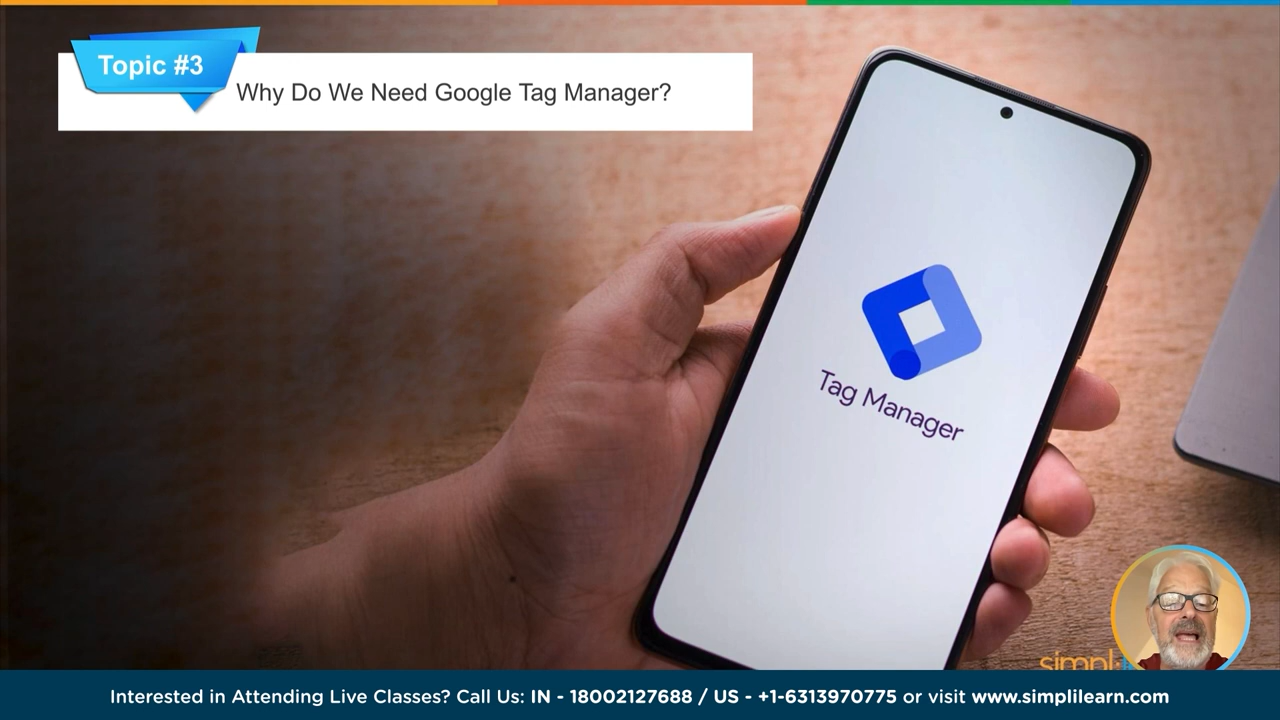 Topic #3
Why Do We Need Google Tag Manager?
Tag Manager
simpl
Interested in Attending Live Classes? Call Us: IN - 18002127688 / US - +1-6313970775 or visit www.simplilearn.com